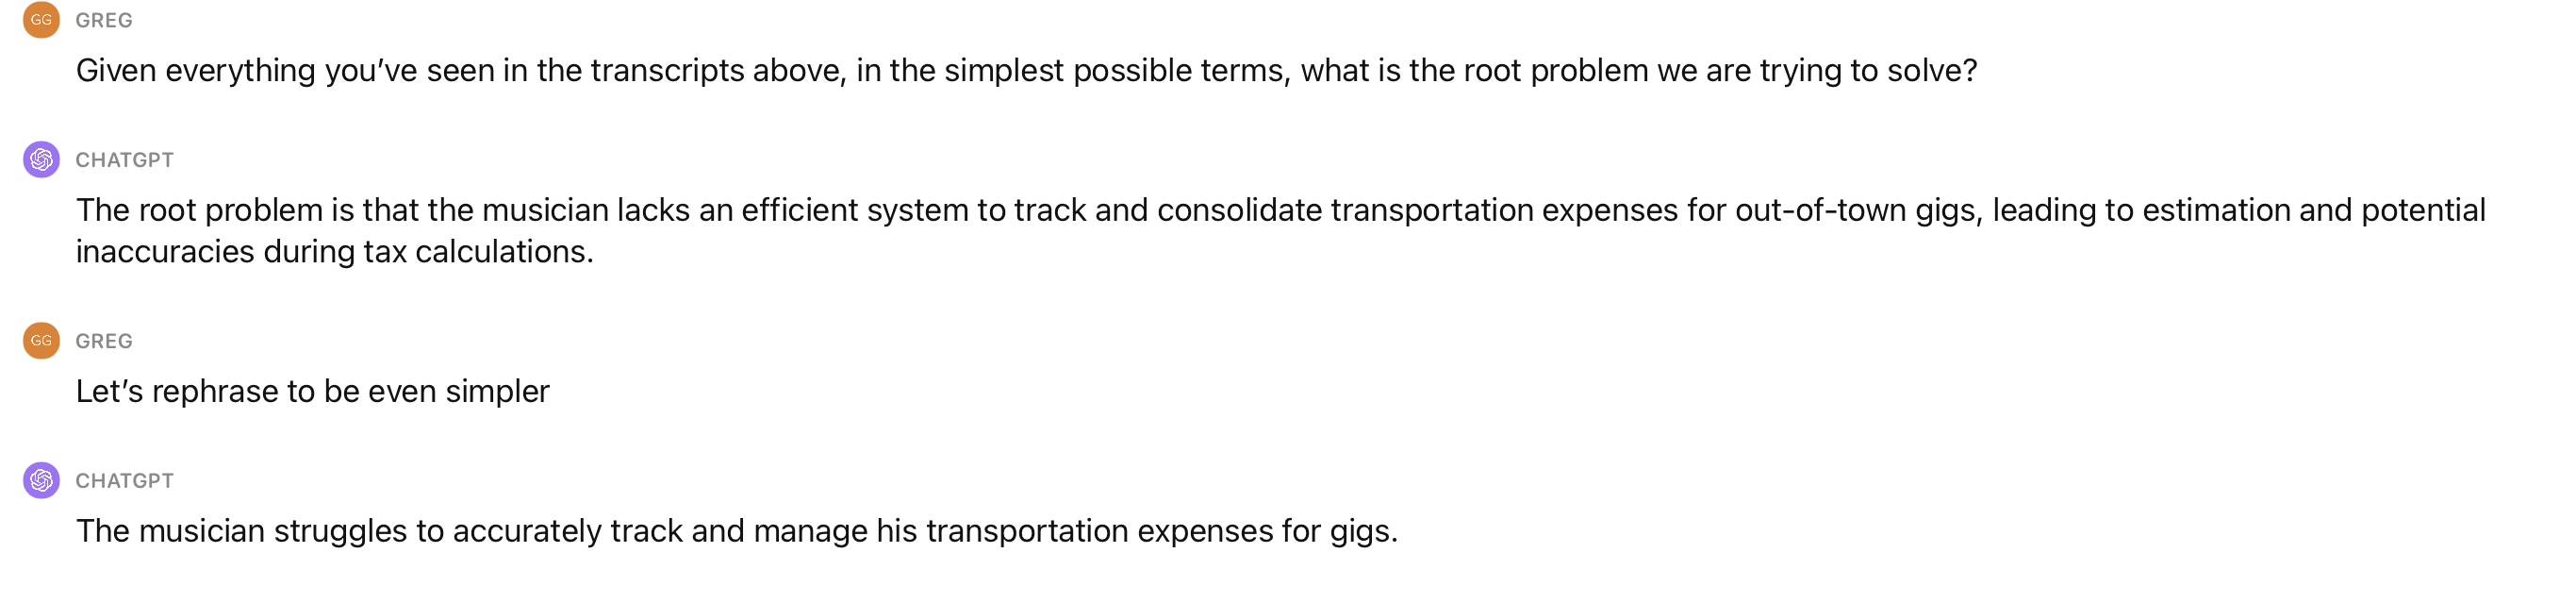 GG GREG
Given everything you’ve seen in the transcripts above, in the simplest possible terms, what is the root problem we are trying to solve?
CHATGPT
The root problem is that the musician lacks an efficient system to track and consolidate transportation expenses for out-of-town gigs, leading to estimation and potential
inaccuracies during tax calculations.
GG GREG
Let’s rephrase to be even simpler
CHATGPT
The musician struggles to accurately track and manage his transportation expenses for gigs.